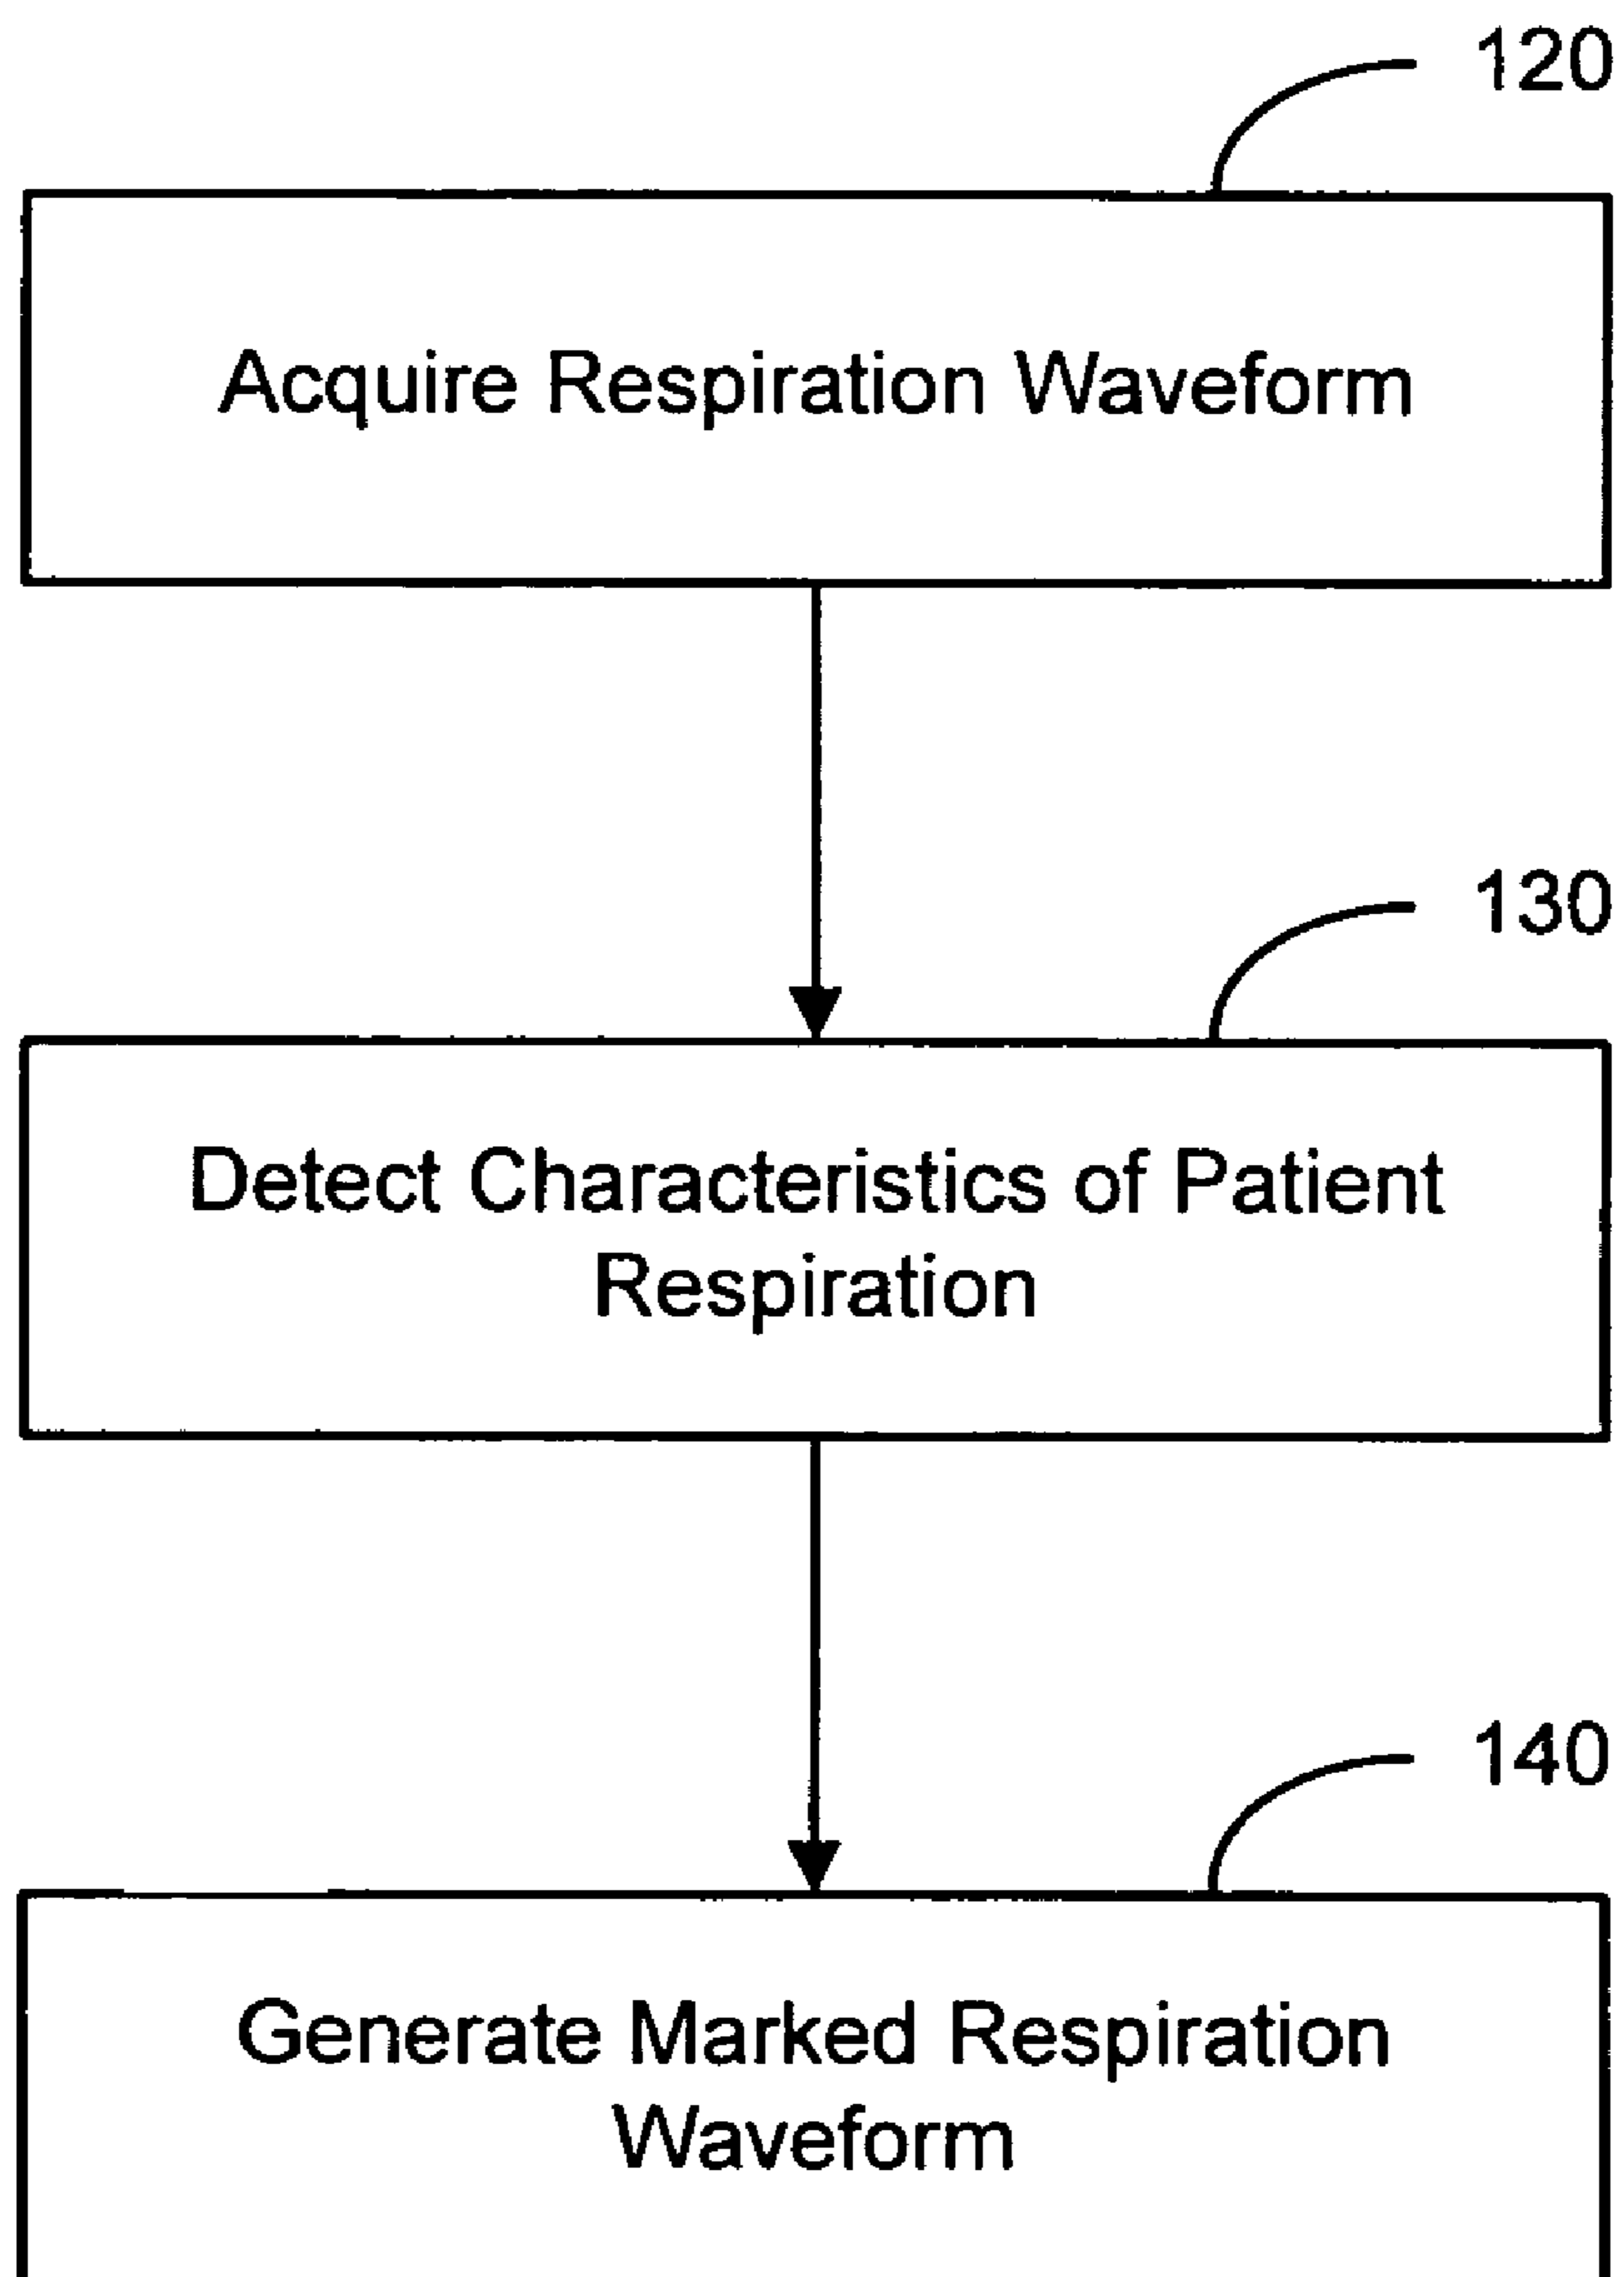 120
Acquire Respiration Waveform
130
Detect Characteristics of Patient
Respiration
140
Generate Marked Respiration
Waveform